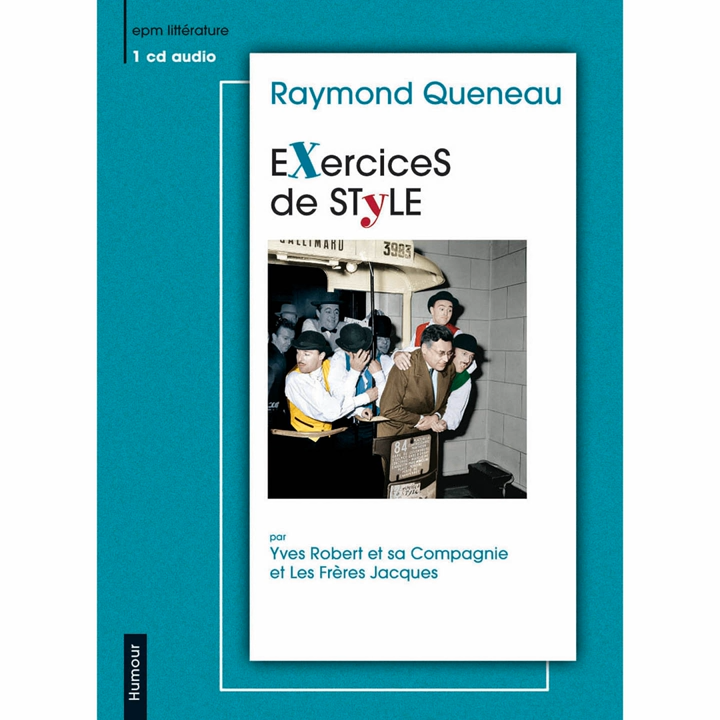 epm littérature
1 cd audio
Raymond Queneau
EXerciceS
de STyLE
GALLIMARD
3983
84
par
Yves Robert et sa Compagnie
et Les Frères Jacques
Humour